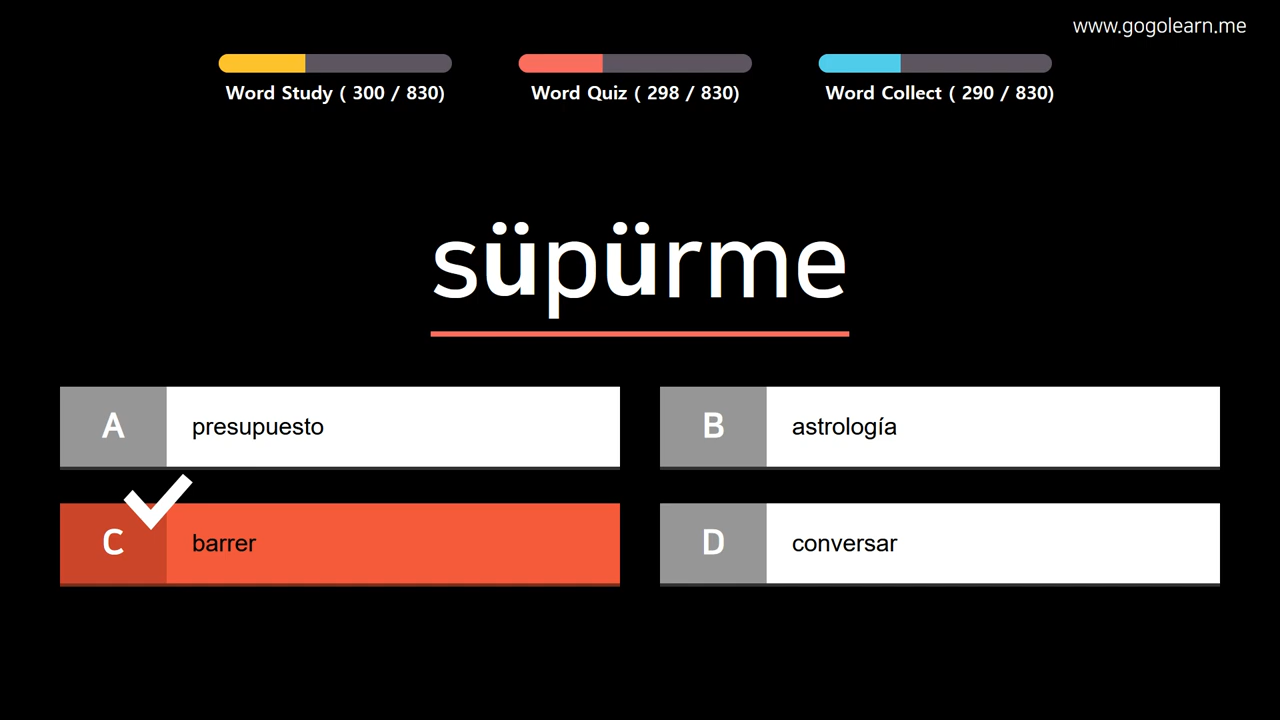 www.gogolearn.me
Word Study ( 300 / 830)
Word Quiz ( 298 / 830)
Word Collect ( 290 / 830)
süpürme
A presupuesto
B astrología
C barrer
D conversar